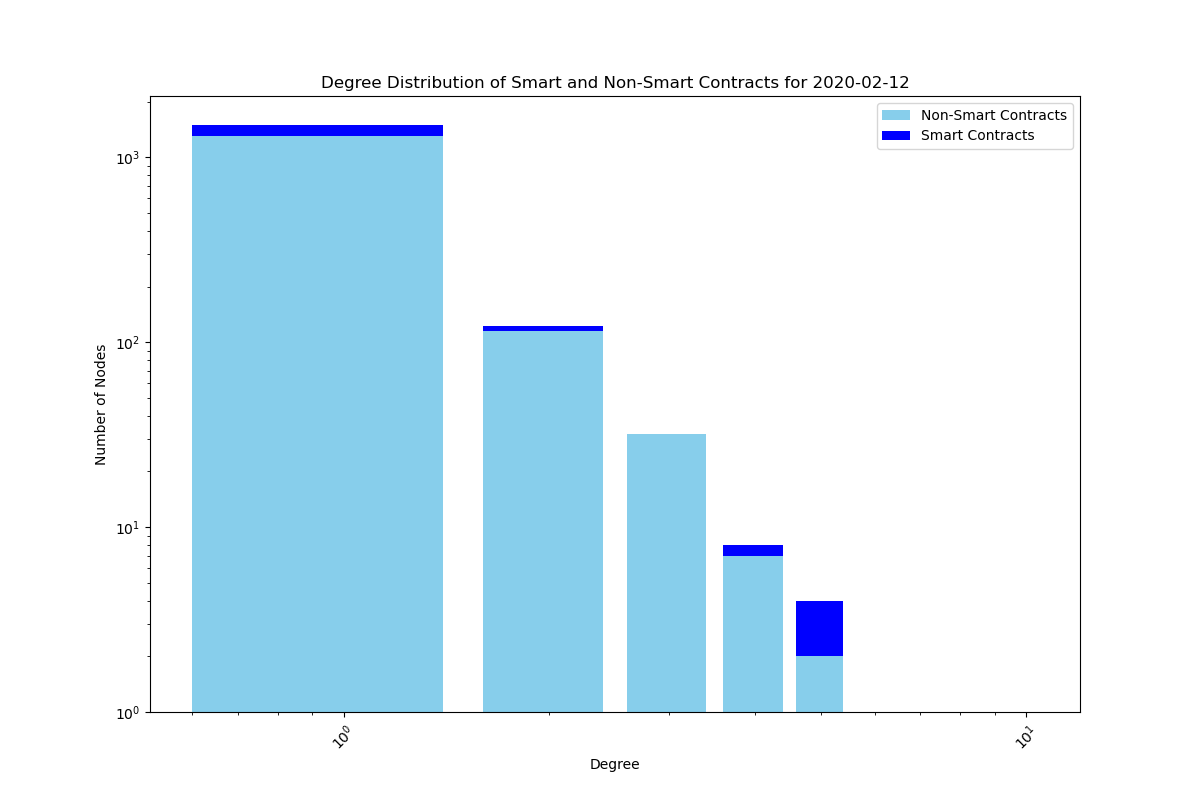 Degree Distribution of Smart and Non-Smart Contracts for 2020-02-12
Non-Smart Contracts
Smart Contracts
Number of Nodes
10³
10²
10¹
10⁰
10⁰
10¹
Degree